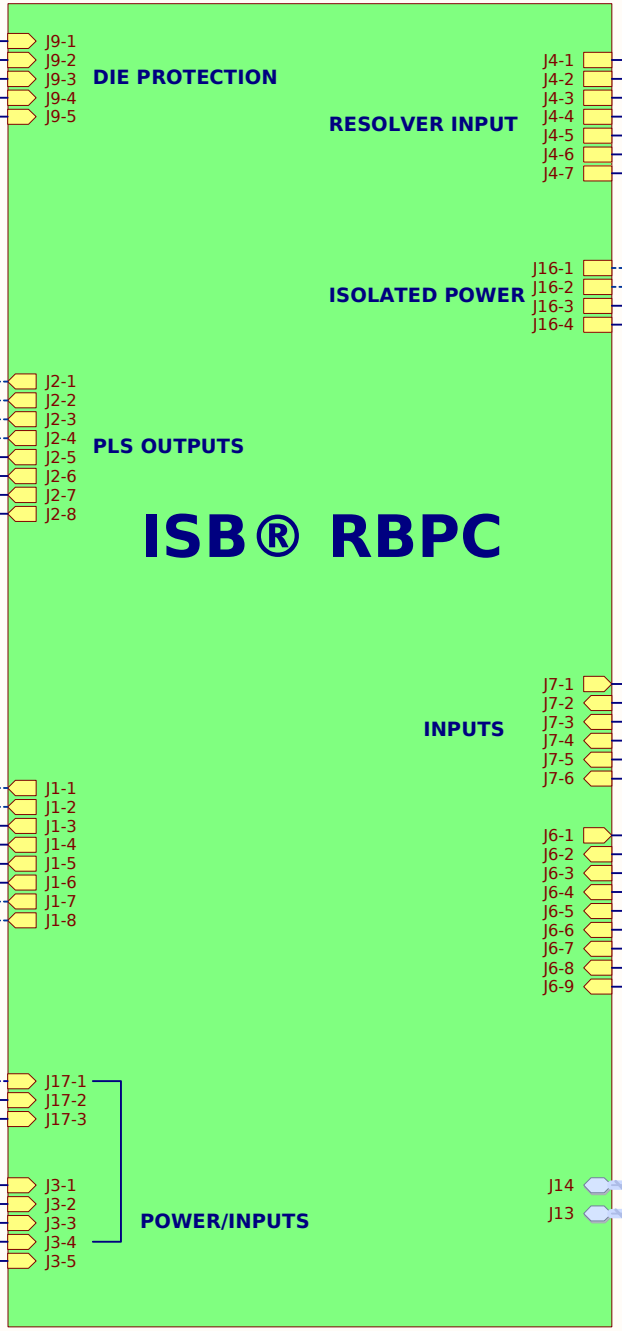 J9-1
J9-2
J9-3
J9-4
J9-5
DIE PROTECTION
J4-1
J4-2
J4-3
J4-4
J4-5
J4-6
J4-7
RESOLVER INPUT
J16-1
J16-2
J16-3
J16-4
ISOLATED POWER
J2-1
J2-2
J2-3
J2-4
J2-5
J2-6
J2-7
J2-8
PLS OUTPUTS
ISB® RBPC
J7-1
J7-2
J7-3
J7-4
J7-5
J7-6
INPUTS
J1-1
J1-2
J1-3
J1-4
J1-5
J1-6
J1-7
J1-8
J6-1
J6-2
J6-3
J6-4
J6-5
J6-6
J6-7
J6-8
J6-9
J17-1
J17-2
J17-3
J3-1
J3-2
J3-3
J3-4
J3-5
POWER/INPUTS
J14
J13